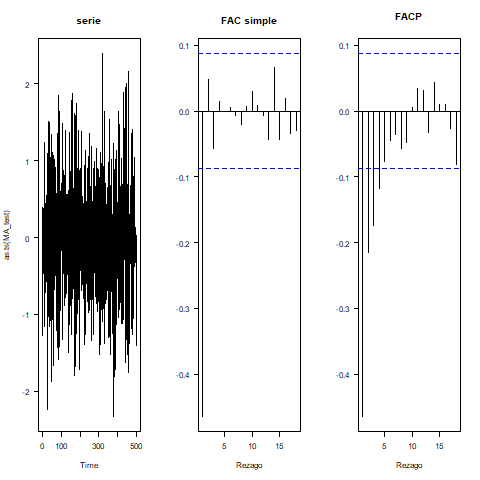 serie
as.ts(MA_test)
2
1
0
-1
-2
0 100 300 500
Time
FAC simple
0.1
0.0
-0.1
-0.2
-0.3
-0.4
5 10 15
Rezago
FACP
0.1
0.0
-0.1
-0.2
-0.3
-0.4
5 10 15
Rezago